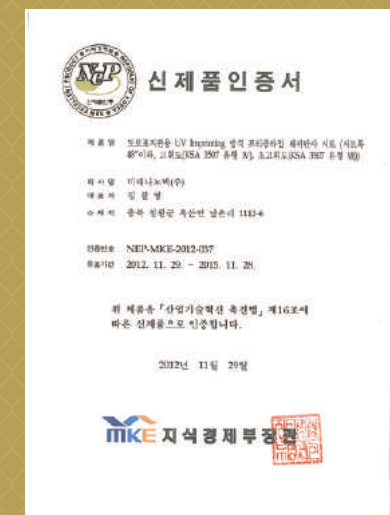 NeP
신제품인증서
제 품 명 도로표지판용 UV Imprinting 방식 프리즘타입 재귀반사 시트 (시트폭
48"이하, 고휘도(KSA 3507 유형 IV), 초고휘도(KSA 3507 유형
회 사 명 미래나노텍(주)
대 표 자 김 철 영
소 재 지 충북 청원군 옥산면 남촌리 1113-6
인증번호 NEP-MKE-2012-037
유효기간 2012. 11. 29. ~ 2015. 11. 28.
위 제품을 「산업기술혁신 촉진법」 제16조에
따른 신제품으로 인증합니다.
2012년 11월 29일
MKE 지식경제부장관